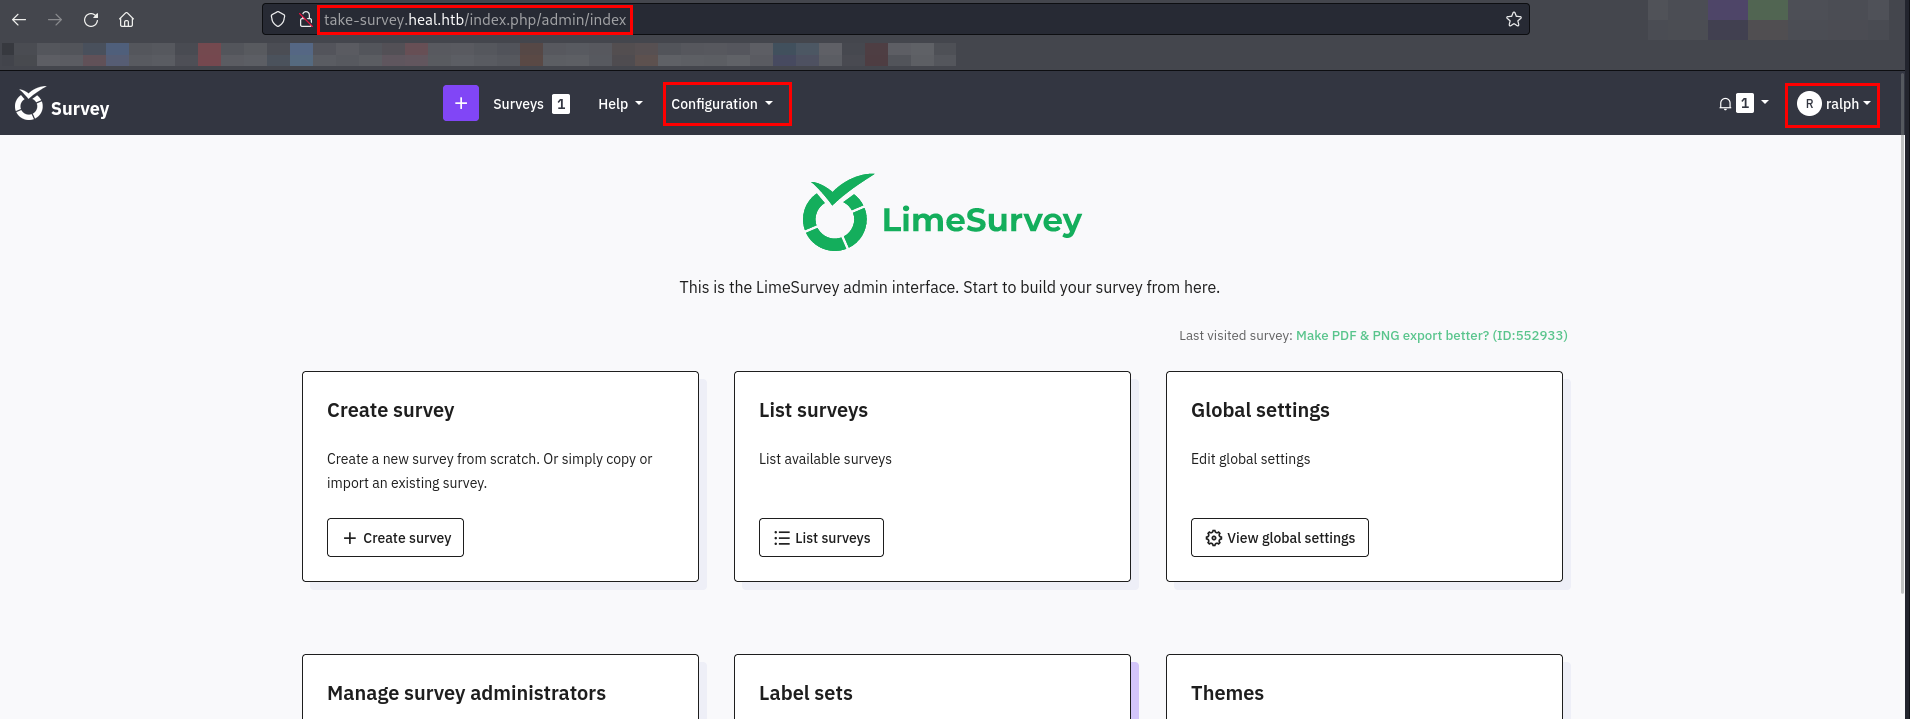 take-survey.heal.htb/index.php/admin/index
Survey
+ Surveys 1 Help Configuration
1 R ralph
LimeSurvey
This is the LimeSurvey admin interface. Start to build your survey from here.
Last visited survey: Make PDF & PNG export better? (ID:552933)
Create survey
Create a new survey from scratch. Or simply copy or
import an existing survey.
+ Create survey
List surveys
List available surveys
List surveys
Global settings
Edit global settings
View global settings
Manage survey administrators
Label sets
Themes